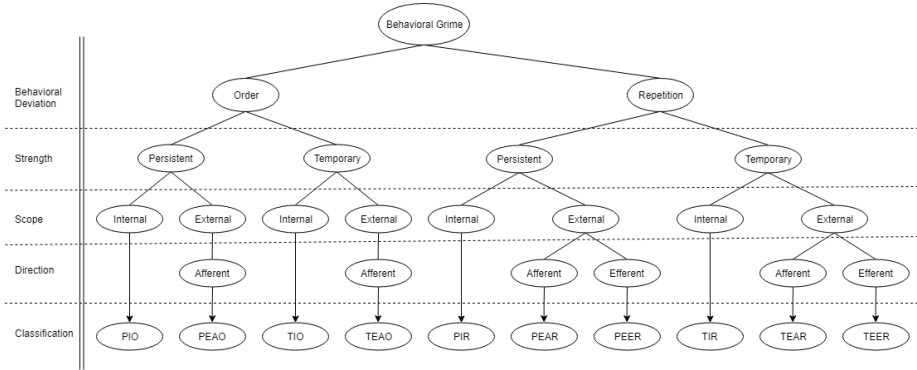 Behavioral Grime
Behavioral
Deviation
Order
Repetition
Strength
Persistent
Temporary
Persistent
Temporary
Scope
Internal
External
Internal
External
Internal
External
Internal
External
Direction
Afferent
Afferent
Afferent
Efferent
Afferent
Efferent
Classification
PIO
PEAO
TIO
TEAO
PIR
PEAR
PEER
TIR
TEAR
TEER